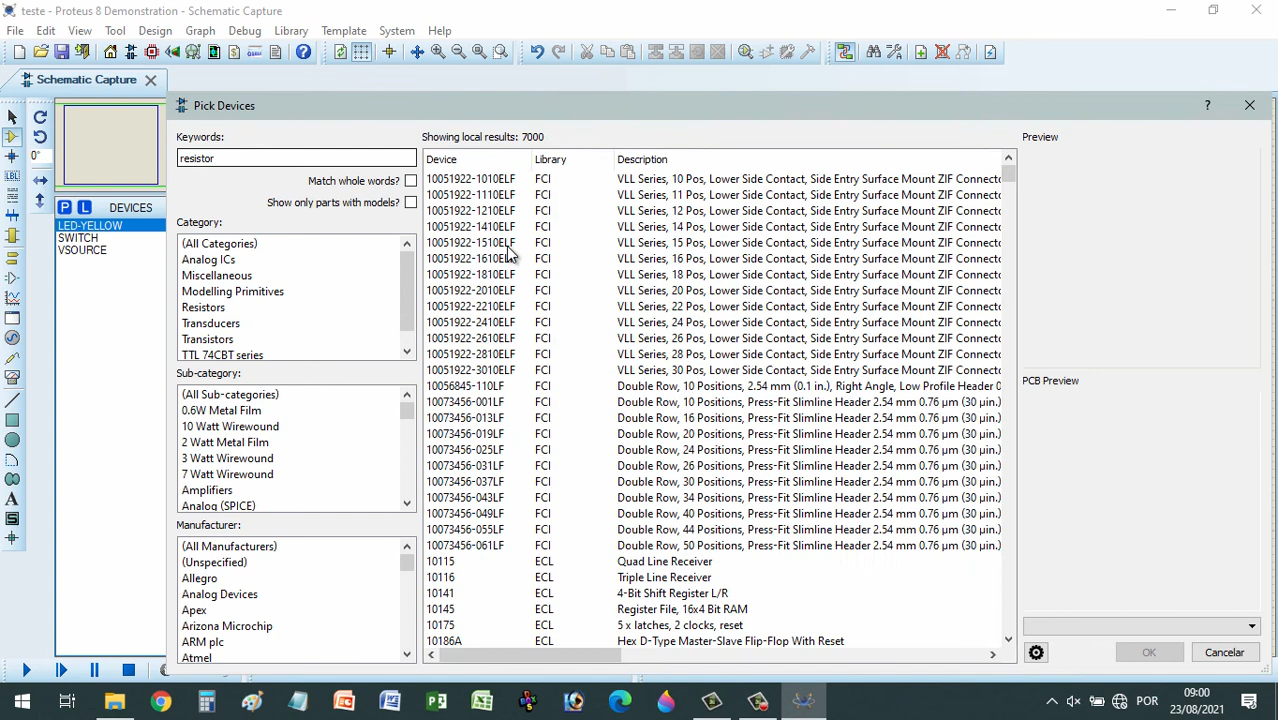 teste - Proteus 8 Demonstration - Schematic Capture
File Edit View Tool Design Graph Debug Library Template System Help
Schematic Capture
Pick Devices
Keywords:
resistor
Match whole words?
Show only parts with models?
Category:
(All Categories)
Analog ICs
Miscellaneous
Modelling Primitives
Resistors
Transducers
Transistors
TTL 74CBT series
Sub-category:
(All Sub-categories)
0.6W Metal Film
10 Watt Wirewound
2 Watt Metal Film
3 Watt Wirewound
7 Watt Wirewound
Amplifiers
Analog (SPICE)
Manufacturer:
(All Manufacturers)
(Unspecified)
Allegro
Analog Devices
Apex
Arizona Microchip
ARM plc
Atmel
0°
P L DEVICES
LED-YELLOW
SWITCH
VSOURCE
Showing local results: 7000
Device Library Description
10051922-1010ELF FCI VLL Series, 10 Pos, Lower Side Contact, Side Entry Surface Mount ZIF Connecto
10051922-1110ELF FCI VLL Series, 11 Pos, Lower Side Contact, Side Entry Surface Mount ZIF Connecto
10051922-1210ELF FCI VLL Series, 12 Pos, Lower Side Contact, Side Entry Surface Mount ZIF Connecto
10051922-1410ELF FCI VLL Series, 14 Pos, Lower Side Contact, Side Entry Surface Mount ZIF Connecto
10051922-1510ELF FCI VLL Series, 15 Pos, Lower Side Contact, Side Entry Surface Mount ZIF Connecto
10051922-1610ELF FCI VLL Series, 16 Pos, Lower Side Contact, Side Entry Surface Mount ZIF Connecto
10051922-1810ELF FCI VLL Series, 18 Pos, Lower Side Contact, Side Entry Surface Mount ZIF Connecto
10051922-2010ELF FCI VLL Series, 20 Pos, Lower Side Contact, Side Entry Surface Mount ZIF Connecto
10051922-2210ELF FCI VLL Series, 22 Pos, Lower Side Contact, Side Entry Surface Mount ZIF Connecto
10051922-2410ELF FCI VLL Series, 24 Pos, Lower Side Contact, Side Entry Surface Mount ZIF Connecto
10051922-2610ELF FCI VLL Series, 26 Pos, Lower Side Contact, Side Entry Surface Mount ZIF Connecto
10051922-2810ELF FCI VLL Series, 28 Pos, Lower Side Contact, Side Entry Surface Mount ZIF Connecto
10051922-3010ELF FCI VLL Series, 30 Pos, Lower Side Contact, Side Entry Surface Mount ZIF Connecto
10056845-110LF FCI Double Row, 10 Positions, 2.54 mm (0.1 in.), Right Angle, Low Profile Header 0
10073456-001LF FCI Double Row, 10 Positions, Press-Fit Slimline Header 2.54 mm 0.76 µm (30 µin.)
10073456-013LF FCI Double Row, 16 Positions, Press-Fit Slimline Header 2.54 mm 0.76 µm (30 µin.)
10073456-019LF FCI Double Row, 20 Positions, Press-Fit Slimline Header 2.54 mm 0.76 µm (30 µin.)
10073456-025LF FCI Double Row, 24 Positions, Press-Fit Slimline Header 2.54 mm 0.76 µm (30 µin.)
10073456-031LF FCI Double Row, 26 Positions, Press-Fit Slimline Header 2.54 mm 0.76 µm (30 µin.)
10073456-037LF FCI Double Row, 30 Positions, Press-Fit Slimline Header 2.54 mm 0.76 µm (30 µin.)
10073456-043LF FCI Double Row, 34 Positions, Press-Fit Slimline Header 2.54 mm 0.76 µm (30 µin.)
10073456-049LF FCI Double Row, 40 Positions, Press-Fit Slimline Header 2.54 mm 0.76 µm (30 µin.)
10073456-055LF FCI Double Row, 44 Positions, Press-Fit Slimline Header 2.54 mm 0.76 µm (30 µin.)
10073456-061LF FCI Double Row, 50 Positions, Press-Fit Slimline Header 2.54 mm 0.76 µm (30 µin.)
10115 ECL Quad Line Receiver
10116 ECL Triple Line Receiver
10141 ECL 4-Bit Shift Register L/R
10145 ECL Register File, 16x4 Bit RAM
10175 ECL 5 x latches, 2 clocks, reset
10186A ECL Hex D-Type Master-Slave Flip-Flop With Reset
Preview
PCB Preview
OK Cancelar
POR
09:00
23/08/2021